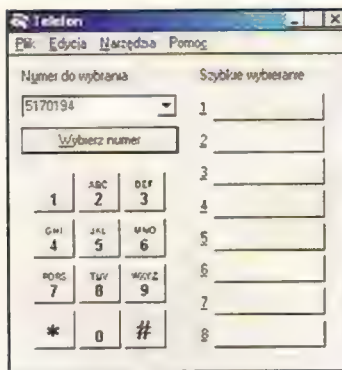 Telefon
Plik Edycja Narzędzia Pomoc
Numer do wybrania
5170194
Wybierz numer
1
ABC
2
DEF
3
GHI
4
JKL
5
MNO
6
PQRS
7
TUV
8
WXYZ
9
*
0
#
Szybkie wybieranie
1
2
3
4
5
6
7
8